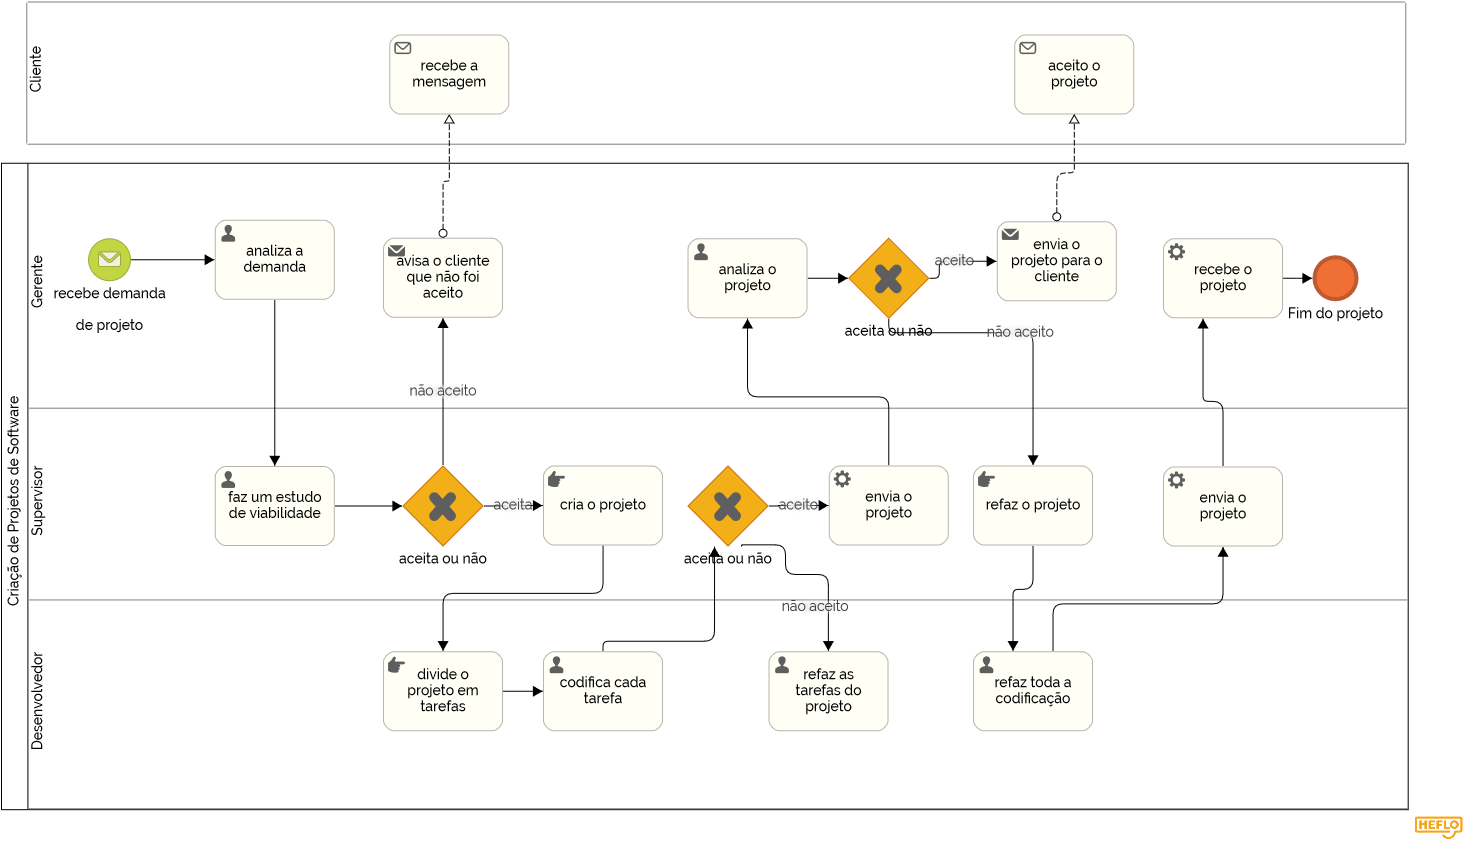 Cliente
recebe a
mensagem
aceito o
projeto
Criação de Projetos de Software
Gerente
recebe demanda
de projeto
analiza a
demanda
avisa o cliente
que não foi
aceito
não aceito
analiza o
projeto
aceita ou não
aceito
não aceito
envia o
projeto para o
cliente
recebe o
projeto
Fim do projeto
Supervisor
faz um estudo
de viabilidade
aceita ou não
aceita
cria o projeto
aceita ou não
aceito
não aceito
envia o
projeto
refaz o projeto
envia o
projeto
Desenvolvedor
divide o
projeto em
tarefas
codifica cada
tarefa
refaz as
tarefas do
projeto
refaz toda a
codificação
HEFLO